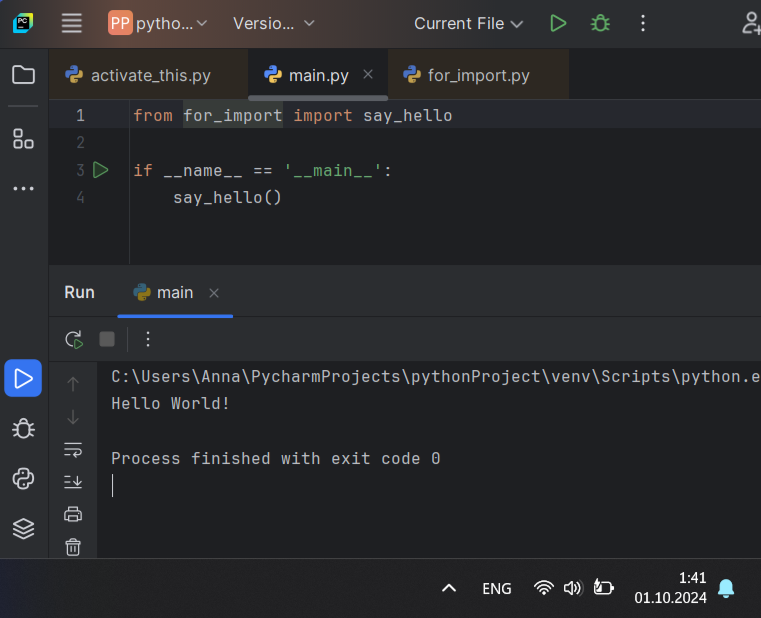 PC
PP pytho... Versio... Current File
activate_this.py main.py for_import.py
1 from for_import import say_hello
2
3 if __name__ == '__main__':
4 say_hello()
Run main
C:\Users\Anna\PycharmProjects\pythonProject\venv\Scripts\python.e
Hello World!
Process finished with exit code 0
ENG
1:41
01.10.2024